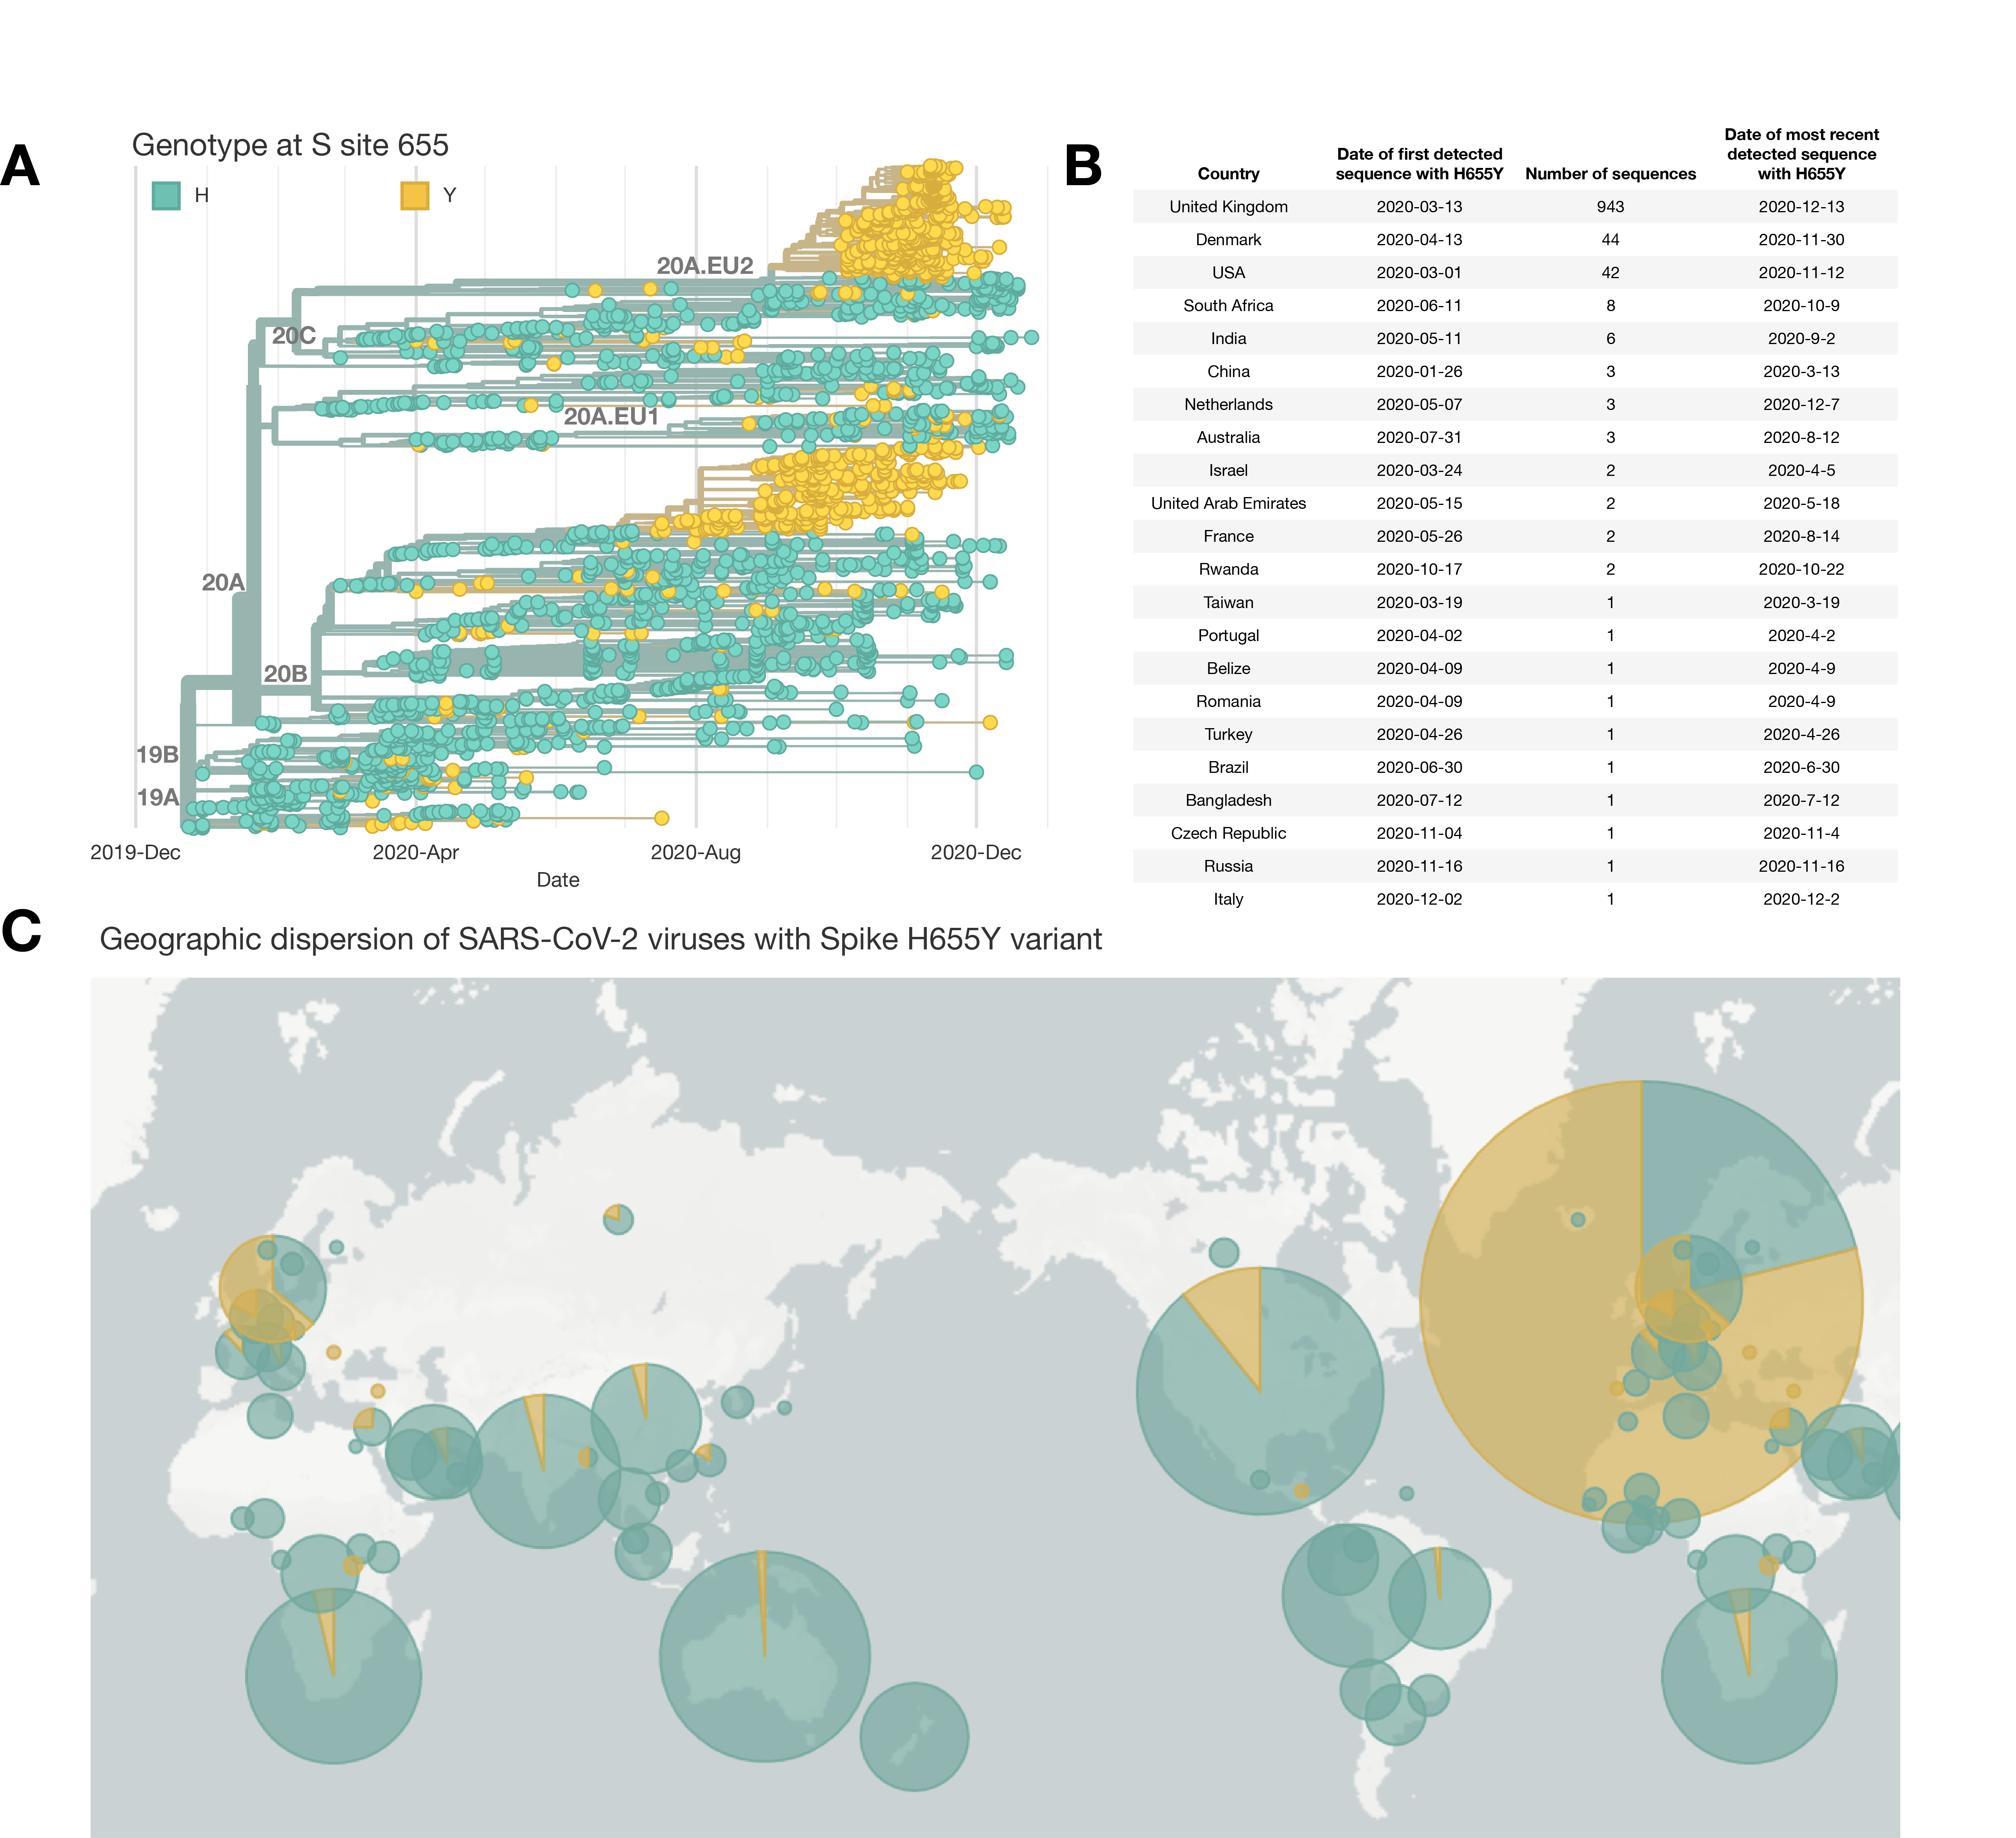 A
Genotype at S site 655
H
Y
20A.EU2
20C
20A.EU1
20A
20B
19B
19A
2019-Dec
2020-Apr
2020-Aug
2020-Dec
Date
B
Country
Date of first detected
sequence with H655Y
Number of sequences
Date of most recent
detected sequence
with H655Y
United Kingdom 2020-03-13 943 2020-12-13
Denmark 2020-04-13 44 2020-11-30
USA 2020-03-01 42 2020-11-12
South Africa 2020-06-11 8 2020-10-9
India 2020-05-11 6 2020-9-2
China 2020-01-26 3 2020-3-13
Netherlands 2020-05-07 3 2020-12-7
Australia 2020-07-31 3 2020-8-12
Israel 2020-03-24 2 2020-4-5
United Arab Emirates 2020-05-15 2 2020-5-18
France 2020-05-26 2 2020-8-14
Rwanda 2020-10-17 2 2020-10-22
Taiwan 2020-03-19 1 2020-3-19
Portugal 2020-04-02 1 2020-4-2
Belize 2020-04-09 1 2020-4-9
Romania 2020-04-09 1 2020-4-9
Turkey 2020-04-26 1 2020-4-26
Brazil 2020-06-30 1 2020-6-30
Bangladesh 2020-07-12 1 2020-7-12
Czech Republic 2020-11-04 1 2020-11-4
Russia 2020-11-16 1 2020-11-16
Italy 2020-12-02 1 2020-12-2
C
Geographic dispersion of SARS-CoV-2 viruses with Spike H655Y variant